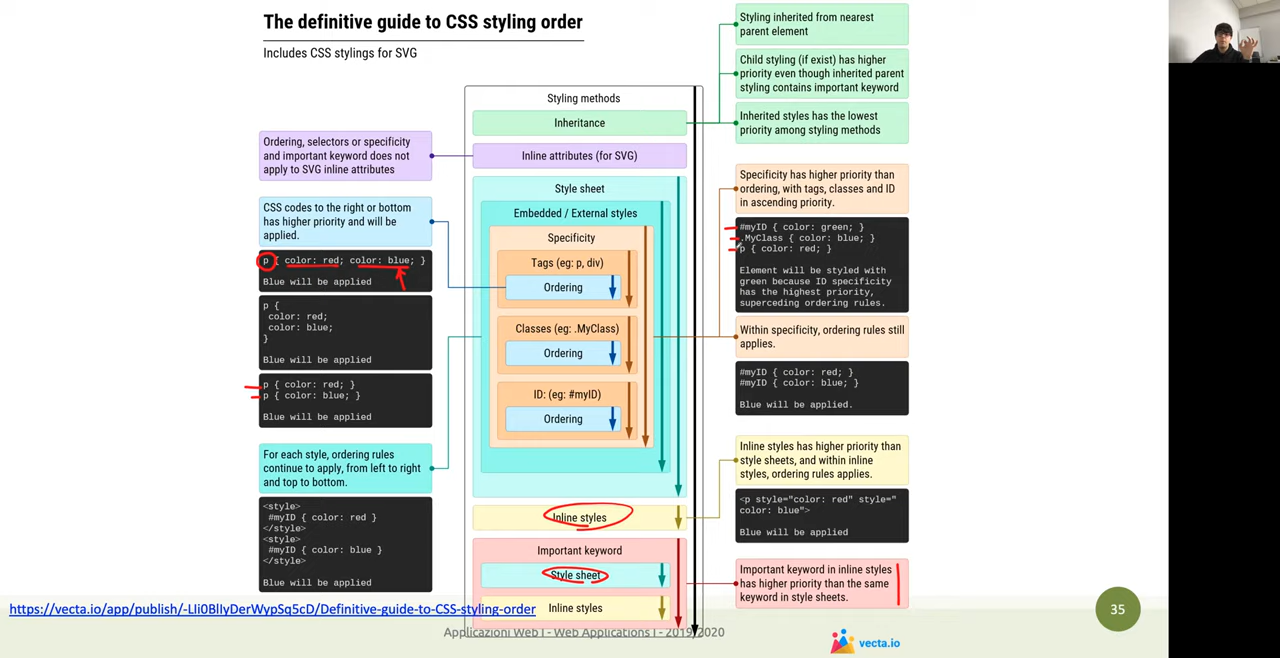 The definitive guide to CSS styling order
Includes CSS stylings for SVG
Ordering, selectors or specificity
and important keyword does not
apply to SVG inline attributes
CSS codes to the right or bottom
has higher priority and will be
applied.
p { color: red; color: blue; }
Blue will be applied
p {
color: red;
color: blue;
}
Blue will be applied
p { color: red; }
p { color: blue; }
Blue will be applied
For each style, ordering rules
continue to apply, from left to right
and top to bottom.
<style>
#myID { color: red }
</style>
<style>
#myID { color: blue }
</style>
Blue will be applied
Styling methods
Inheritance
Inline attributes (for SVG)
Style sheet
Embedded / External styles
Specificity
Tags (eg: p, div)
Ordering
Classes (eg: .MyClass)
Ordering
ID: (eg: #myID)
Ordering
Inline styles
Important keyword
Style sheet
Inline styles
Styling inherited from nearest
parent element
Child styling (if exist) has higher
priority even though inherited parent
styling contains important keyword
Inherited styles has the lowest
priority among styling methods
Specificity has higher priority than
ordering, with tags, classes and ID
in ascending priority.
#myID { color: green; }
.MyClass { color: blue; }
p { color: red; }
Element will be styled with
green because ID specificity
has the highest priority,
superceding ordering rules.
Within specificity, ordering rules still
applies.
#myID { color: red; }
#myID { color: blue; }
Blue will be applied.
Inline styles has higher priority than
style sheets, and within inline
styles, ordering rules applies.
<p style="color: red" style="
color: blue">
Blue will be applied
Important keyword in inline styles
has higher priority than the same
keyword in style sheets.
https://vecta.io/app/publish/-Lli0BllyDerWypSq5cD/Definitive-guide-to-CSS-styling-order
35
Applicazioni Web I - Web Applications I - 2019/2020
vecta.io